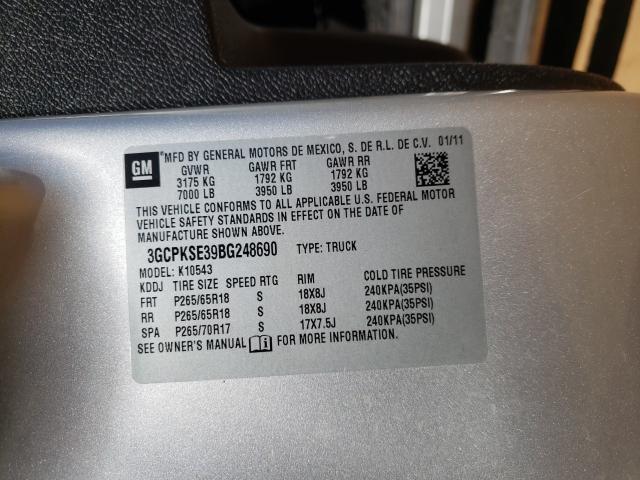 GM
MFD BY GENERAL MOTORS DE MEXICO, S. DE R.L. DE C.V. 01/11
GVWR GAWR FRT GAWR RR
3175 KG 1792 KG 1792 KG
7000 LB 3950 LB 3950 LB
THIS VEHICLE CONFORMS TO ALL APPLICABLE U.S. FEDERAL MOTOR
VEHICLE SAFETY STANDARDS IN EFFECT ON THE DATE OF
MANUFACTURE SHOWN ABOVE.
3GCPKSE39BG248690 TYPE: TRUCK
MODEL: K10543
KDDJ TIRE SIZE SPEED RTG RIM COLD TIRE PRESSURE
FRT P265/65R18 S 18X8J 240KPA(35PSI)
RR P265/65R18 S 18X8J 240KPA(35PSI)
SPA P265/70R17 S 17X7.5J 240KPA(35PSI)
SEE OWNER'S MANUAL FOR MORE INFORMATION.